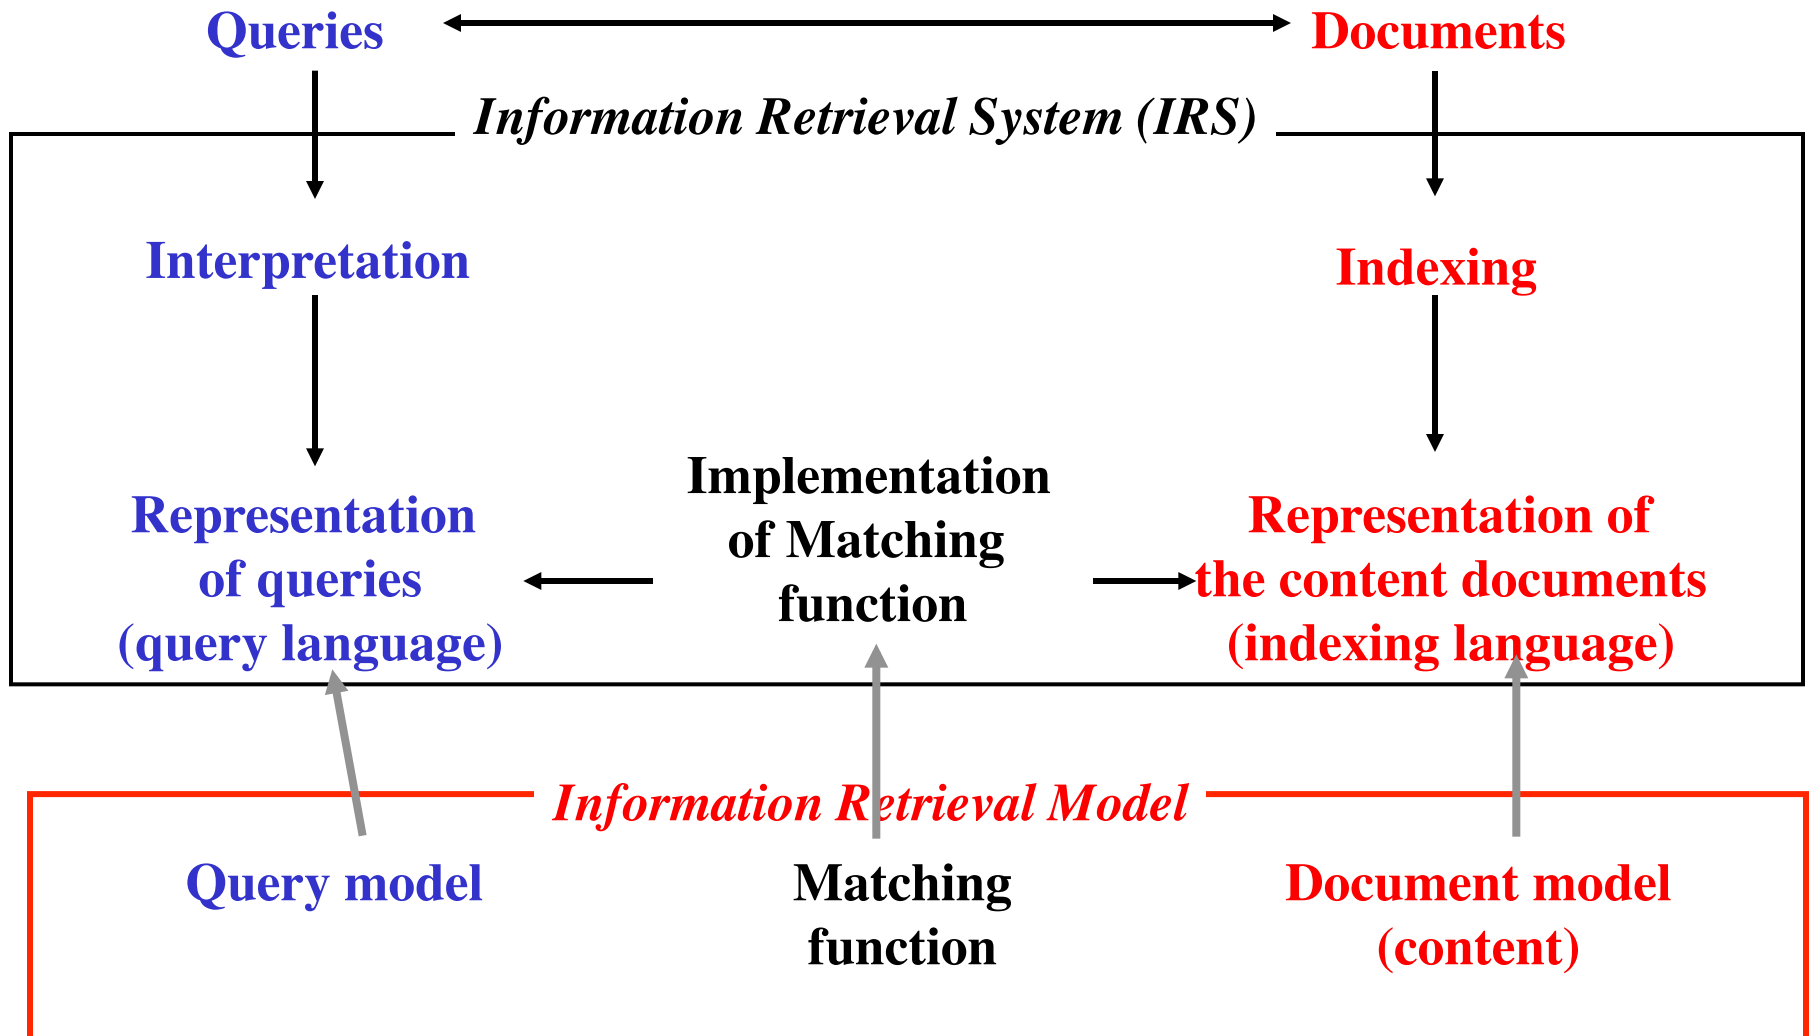 Queries
Documents
Information Retrieval System (IRS)
Interpretation
Indexing
Representation
of queries
(query language)
Implementation
of Matching
function
Representation of
the content documents
(indexing language)
Information Retrieval Model
Query model
Matching
function
Document model
(content)